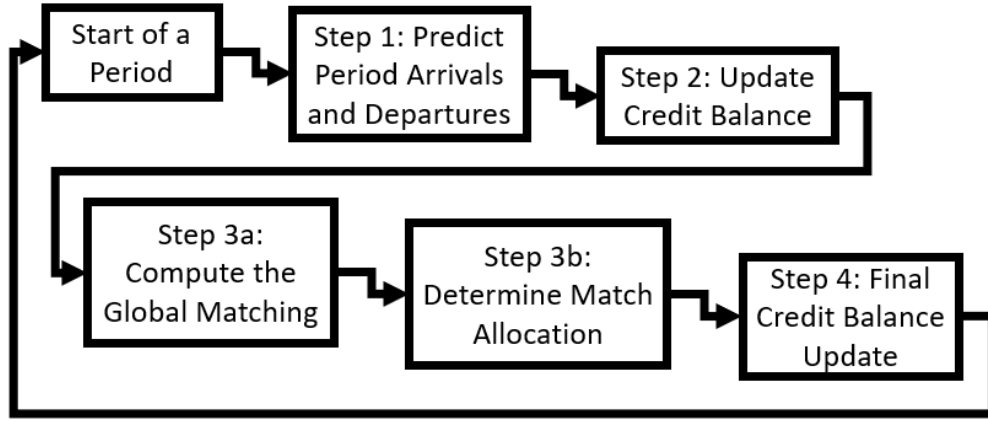 Start of a
Period
Step 1: Predict
Period Arrivals
and Departures
Step 2: Update
Credit Balance
Step 3a:
Compute the
Global Matching
Step 3b:
Determine Match
Allocation
Step 4: Final
Credit Balance
Update